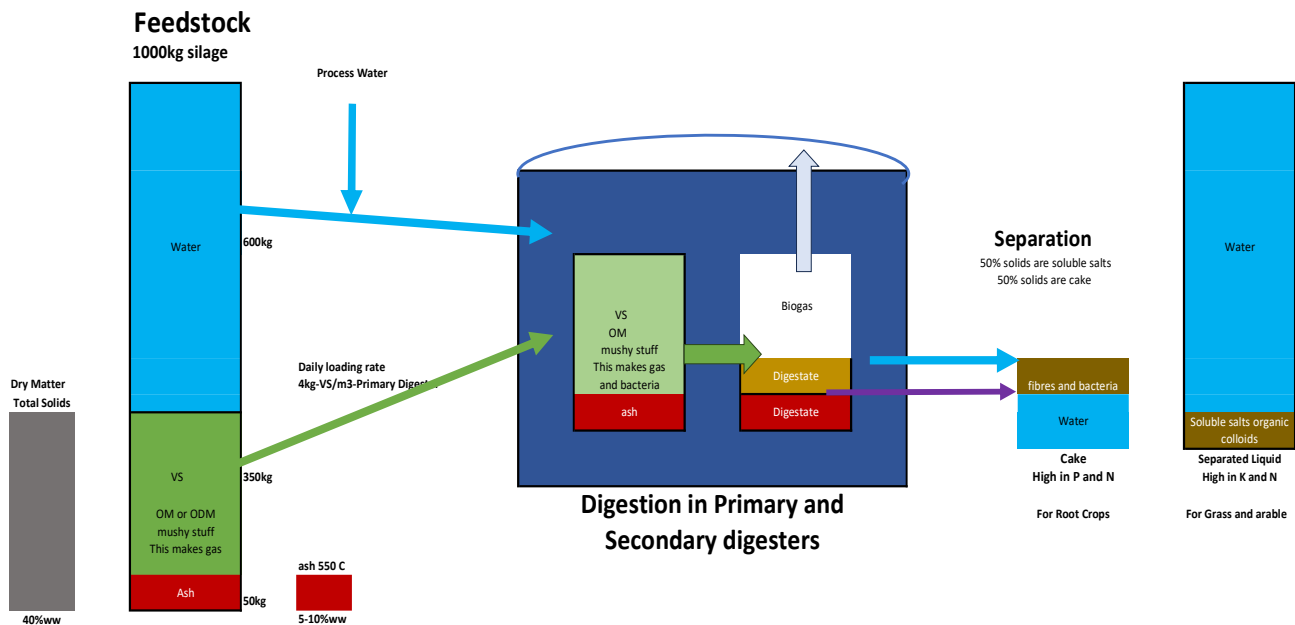 Feedstock
1000kg silage
Process Water
Water
600kg
Daily loading rate
4kg-VS/m3-Primary Digester
Dry Matter
Total Solids
40%ww
VS
350kg
OM or ODM
mushy stuff
This makes gas
Ash
50kg
ash 550 C
5-10%ww
VS
OM
mushy stuff
This makes gas
and bacteria
ash
Biogas
Digestate
Digestate
Digestion in Primary and
Secondary digesters
Separation
50% solids are soluble salts
50% solids are cake
fibres and bacteria
Water
Cake
High in P and N
For Root Crops
Water
Soluble salts organic
colloids
Separated Liquid
High in K and N
For Grass and arable